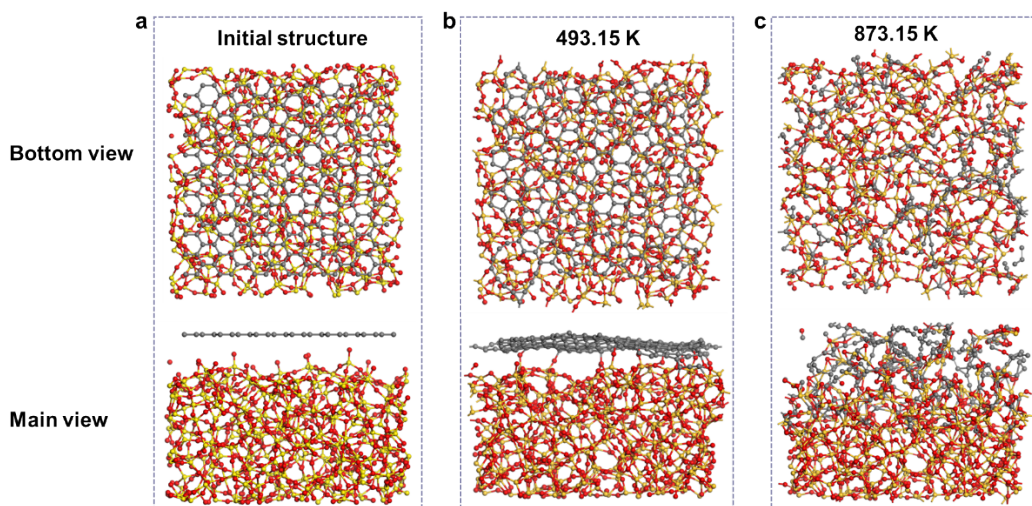 a
Initial structure
b
493.15 K
c
873.15 K
Bottom view
Main view